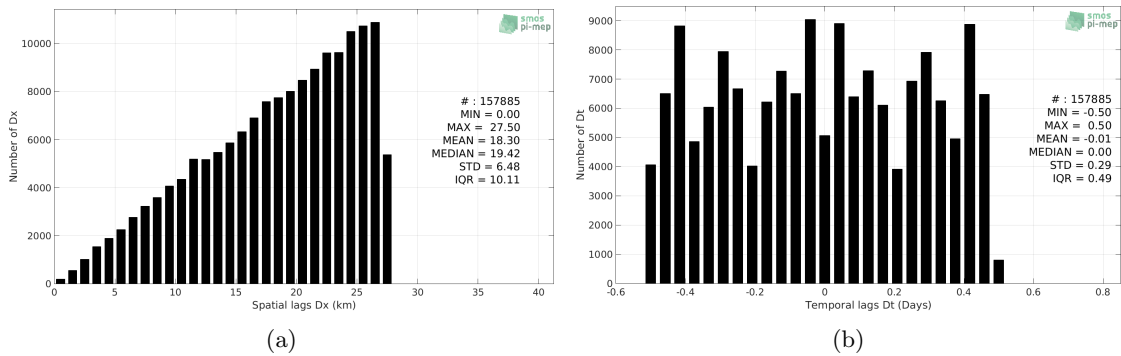 smos
pi-mep
10000
8000
6000
4000
2000
0
Number of Dx
# : 157885
MIN = 0.00
MAX = 27.50
MEAN = 18.30
MEDIAN = 19.42
STD = 6.48
IQR = 10.11
0 5 10 15 20 25 30 35 40
Spatial lags Dx (km)
(a)
smos
pi-mep
9000
8000
7000
6000
5000
4000
3000
2000
1000
0
Number of Dt
# : 157885
MIN = -0.50
MAX = 0.50
MEAN = -0.01
MEDIAN = 0.00
STD = 0.29
IQR = 0.49
-0.6 -0.4 -0.2 0 0.2 0.4 0.6 0.8
Temporal lags Dt (Days)
(b)